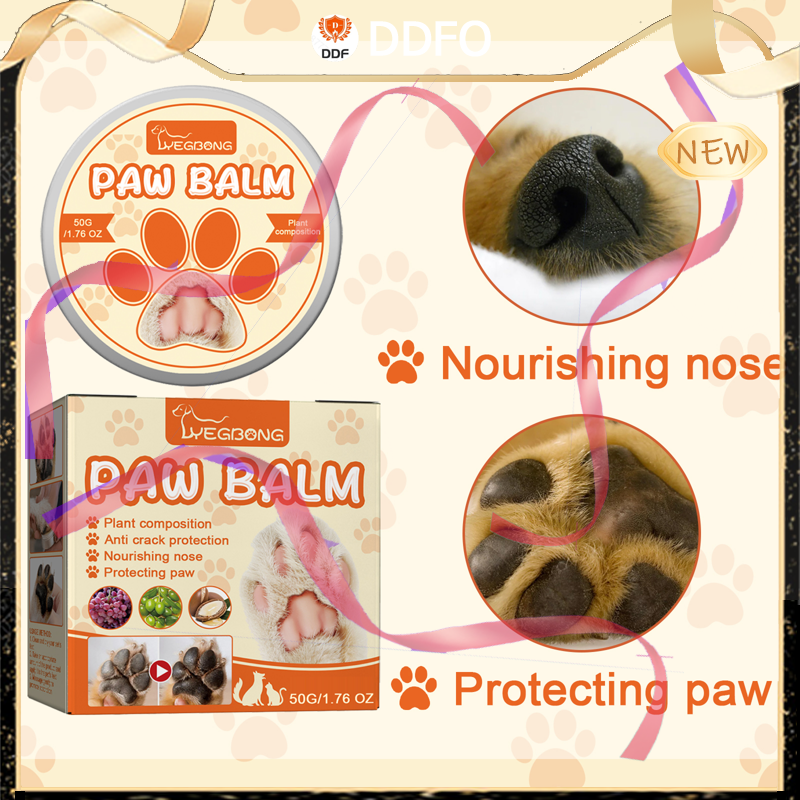 DDF
DDFO
NEW
YEGBONG
PAW BALM
50G
/1.76 OZ
Plant
composition
Nourishing nose
YEGBONG
PAW BALM
Plant composition
Anti crack protection
Nourishing nose
Protecting paw
50G/1.76 OZ
Protecting paw